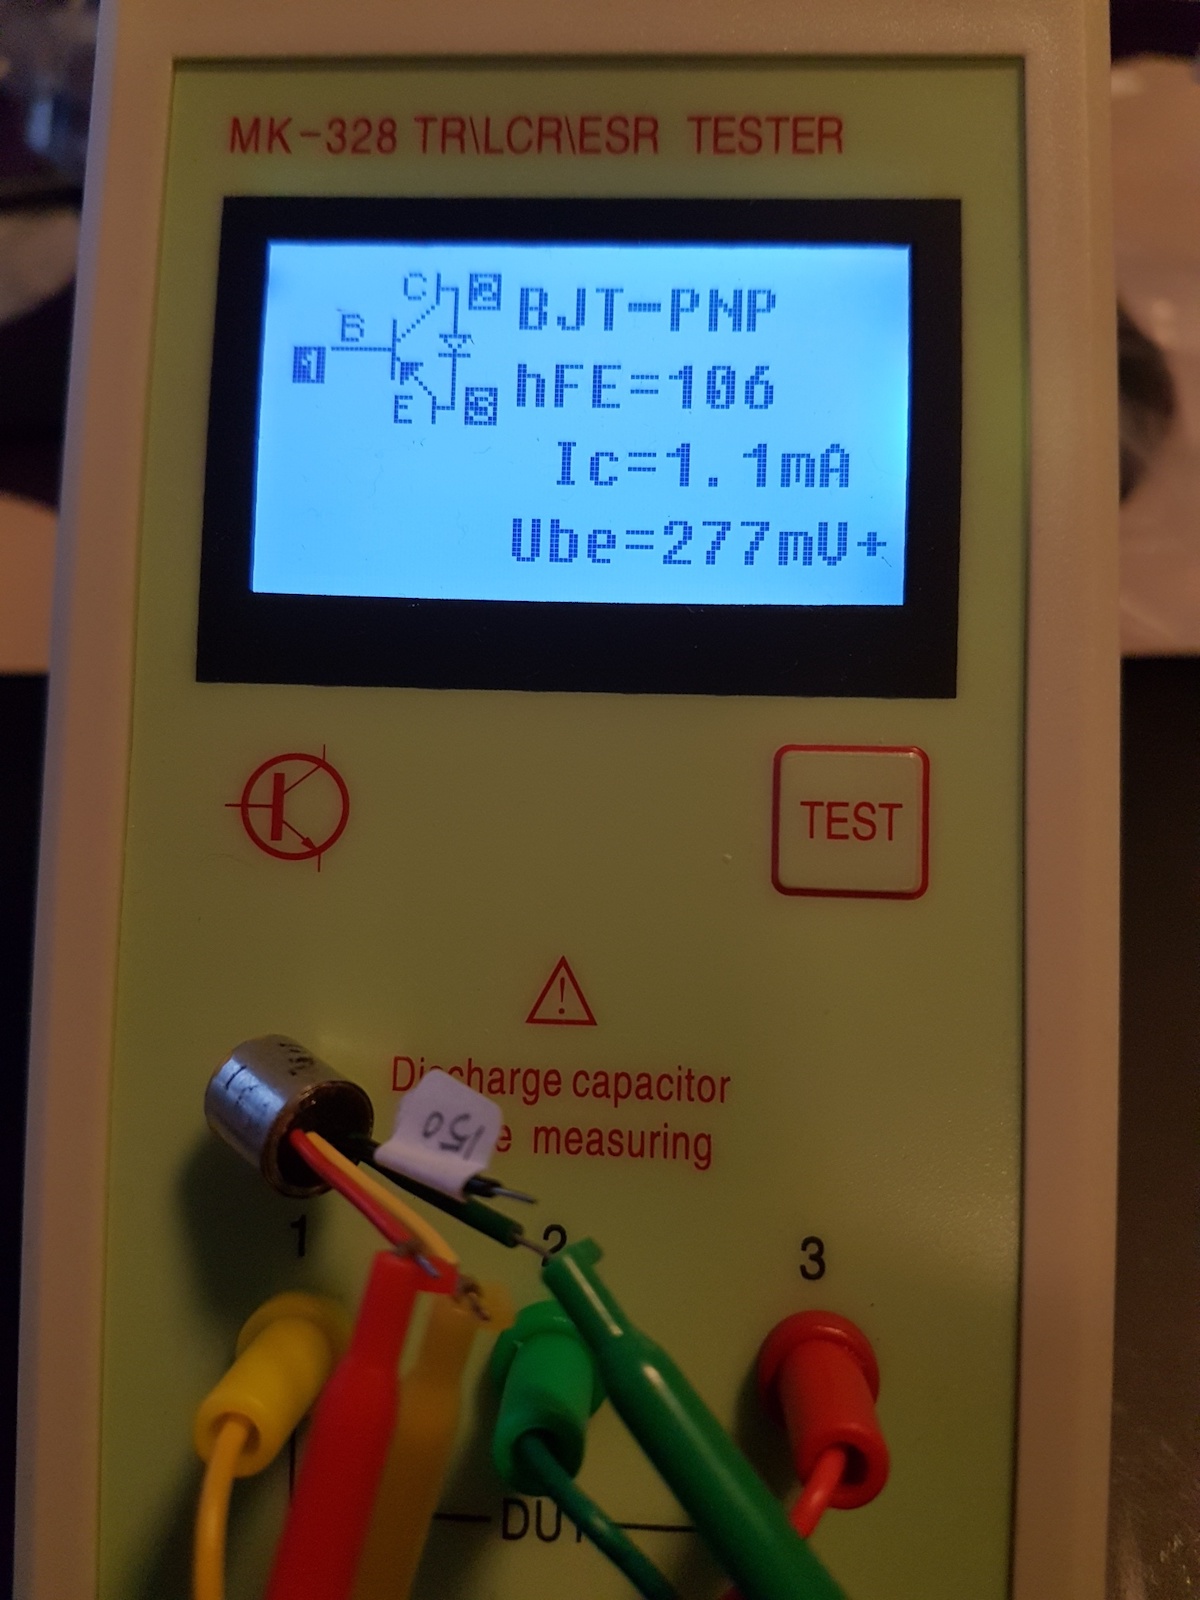 MK-328 TR\LCR\ESR TESTER
C
B
1
E
BJT-PNP
hFE=106
Ic=1.1mA
Ube=277mV+
TEST
Discharge capacitor
measuring
150
1
2
3